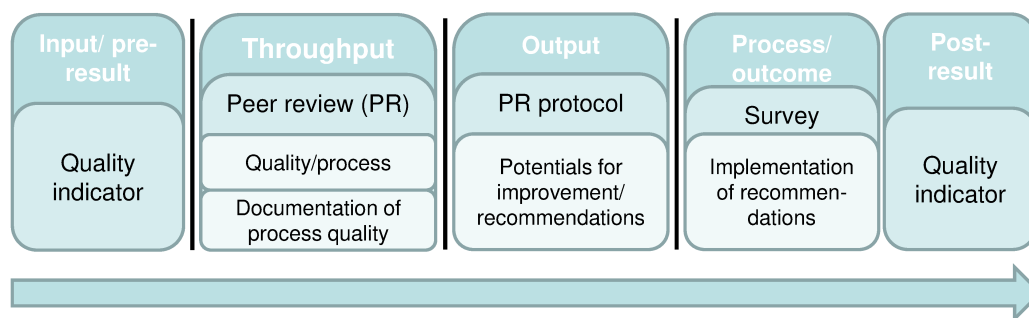 Input/ pre-
result
Quality
indicator
Throughput
Peer review (PR)
Quality/process
Documentation of
process quality
Output
PR protocol
Potentials for
improvement/
recommendations
Process/
outcome
Survey
Implementation
of recommen-
dations
Post-
result
Quality
indicator